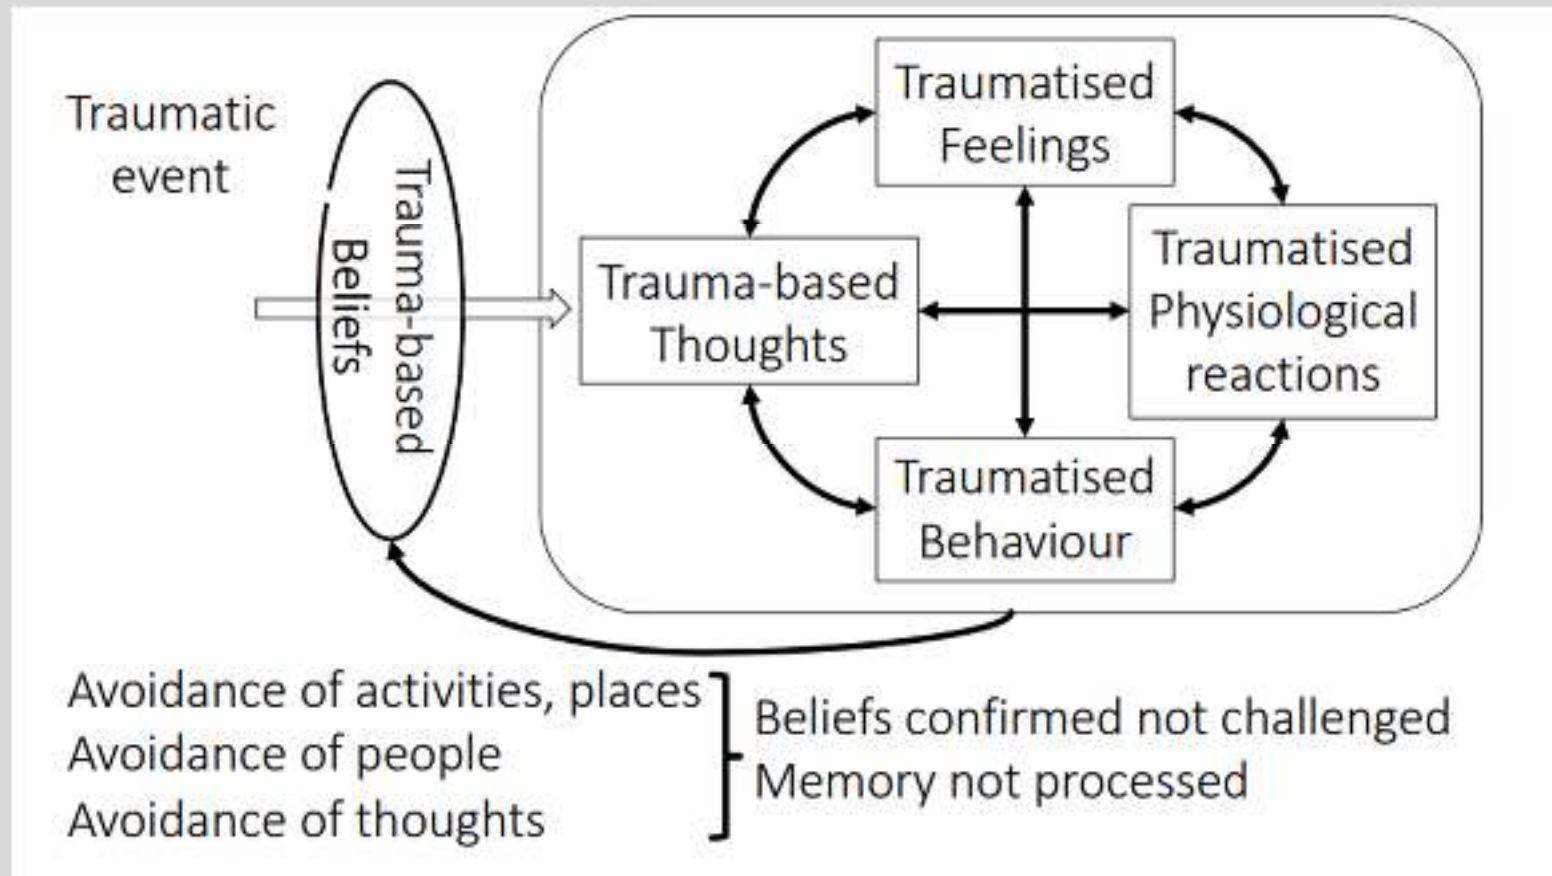 Traumatic
event
Trauma-based
Beliefs
Traumatised
Feelings
Trauma-based
Thoughts
Traumatised
Physiological
reactions
Traumatised
Behaviour
Avoidance of activities, places
Avoidance of people
Avoidance of thoughts
Beliefs confirmed not challenged
Memory not processed